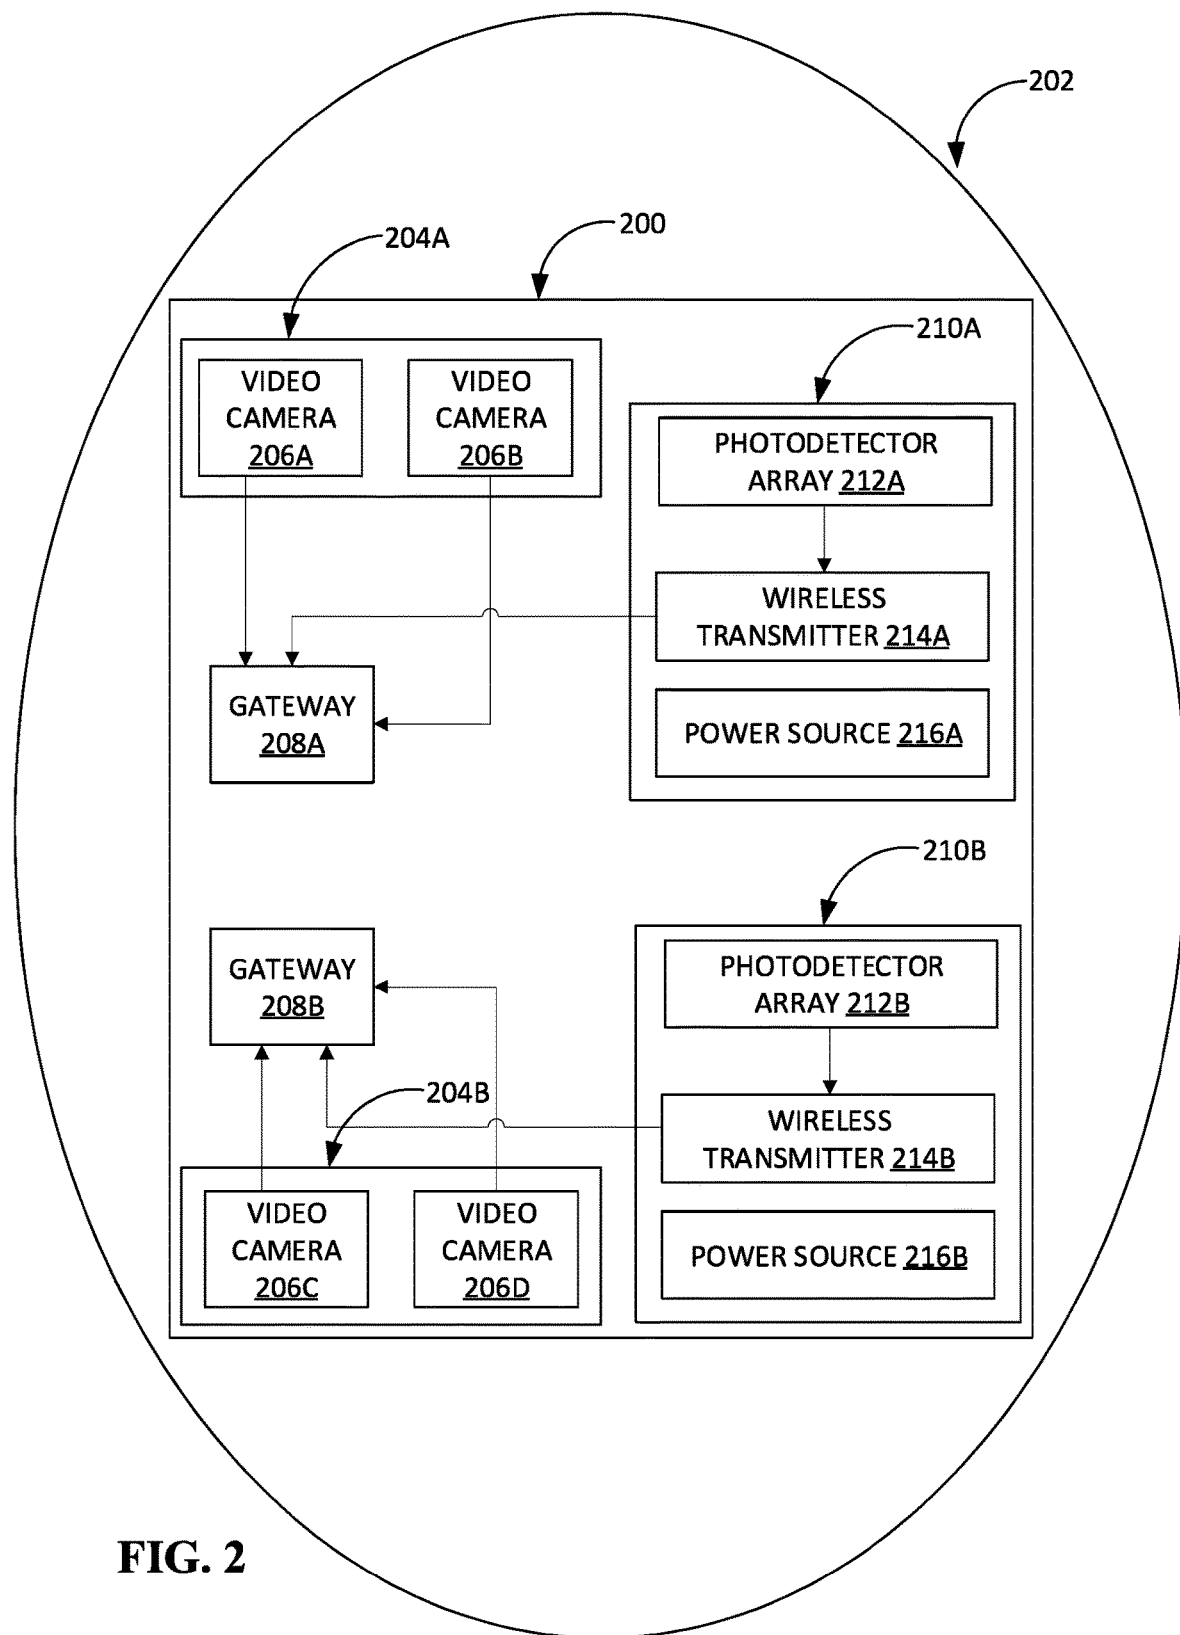 202
200
204A
210A
VIDEO
CAMERA
206A
VIDEO
CAMERA
206B
PHOTODETECTOR
ARRAY 212A
WIRELESS
TRANSMITTER 214A
POWER SOURCE 216A
GATEWAY
208A
210B
GATEWAY
208B
PHOTODETECTOR
ARRAY 212B
204B
WIRELESS
TRANSMITTER 214B
VIDEO
CAMERA
206C
VIDEO
CAMERA
206D
POWER SOURCE 216B
FIG. 2